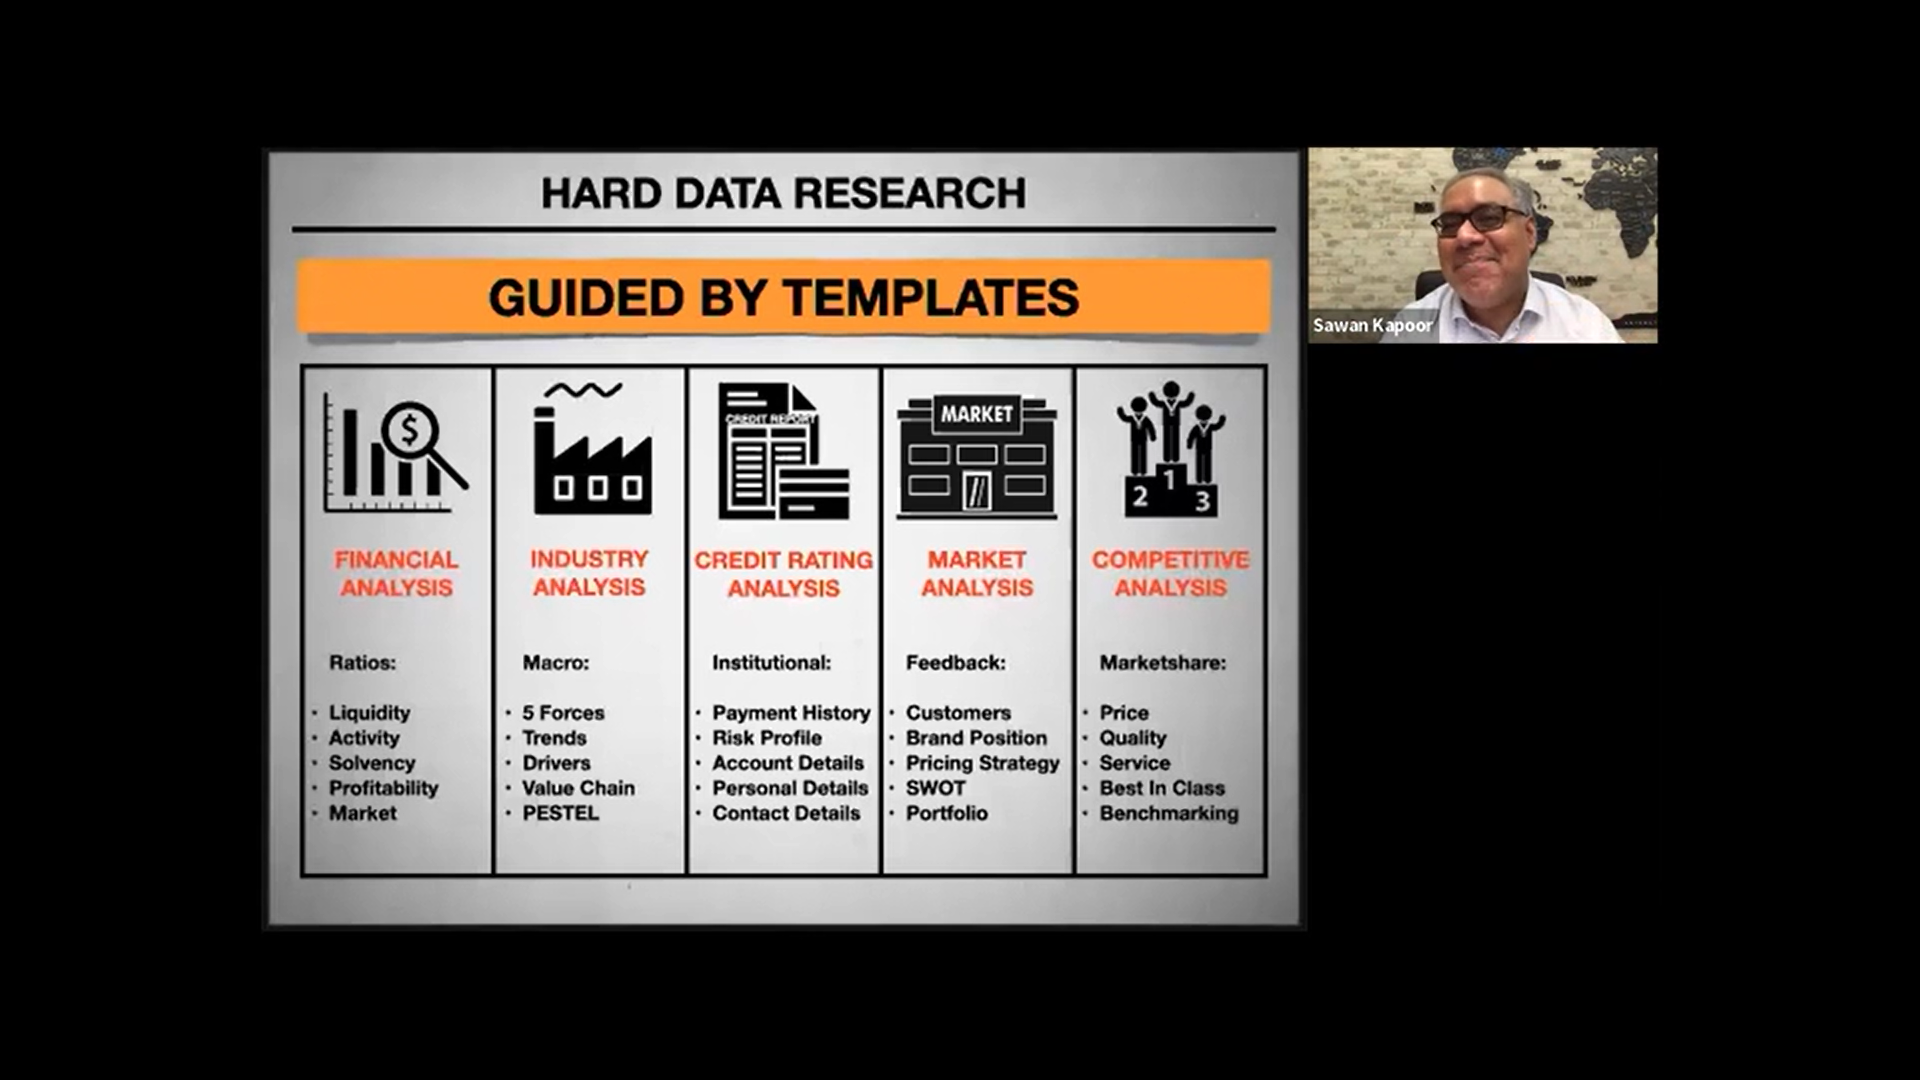 HARD DATA RESEARCH
GUIDED BY TEMPLATES
CREDIT REPORT
MARKET
1
2
3
FINANCIAL
ANALYSIS
INDUSTRY
ANALYSIS
CREDIT RATING
ANALYSIS
MARKET
ANALYSIS
COMPETITIVE
ANALYSIS
Ratios:
• Liquidity
• Activity
• Solvency
• Profitability
• Market
Macro:
• 5 Forces
• Trends
• Drivers
• Value Chain
• PESTEL
Institutional:
• Payment History
• Risk Profile
• Account Details
• Personal Details
• Contact Details
Feedback:
• Customers
• Brand Position
• Pricing Strategy
• SWOT
• Portfolio
Marketshare:
• Price
• Quality
• Service
• Best In Class
• Benchmarking
Sawan Kapoor